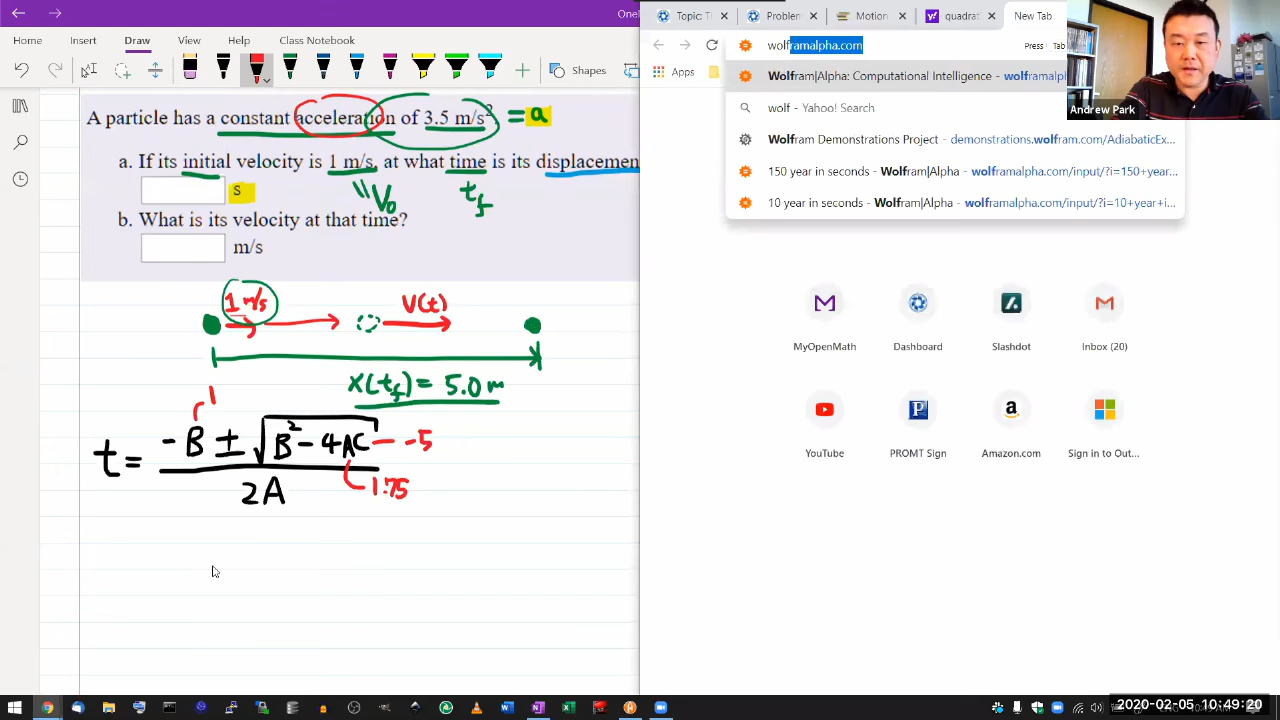 Onel
Home
Insert
Draw
View
Help
Shapes
A particle has a constant acceleration of 3.5 m/s² = a
a. If its initial velocity is 1 m/s, at what time is its displacemen
s
V₀
t_f
b. What is its velocity at that time?
m/s
1 m/s
V(t)
X(t_f) = 5.0 m
1
t = -B ± √B² - 4AC
-5
2A
1.75
Topic: T
Problem
Motion
quadrat
New Tab
wolframalpha.com
Press
Apps
Wolfram|Alpha: Computational Intelligence - wolframalph
wolf - Yahoo! Search
Wolfram Demonstrations Project - demonstrations.wolfram.com/AdiabaticEx...
150 year in seconds - Wolfram|Alpha - wolframalpha.com/input/?i=150+year...
10 year in seconds - Wolfram|Alpha - wolframalpha.com/input/?i=10+year+i...
Andrew Park
MyOpenMath
Dashboard
Slashdot
Inbox (20)
YouTube
PROMT Sign
Amazon.com
Sign in to Out...
2020-02-05 10:49:20